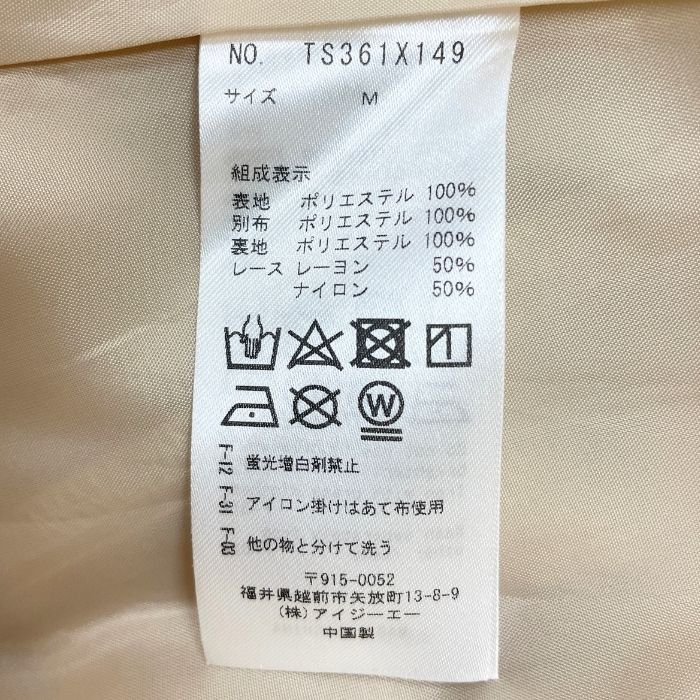 NO. TS361X149
サイズ M
組成表示
表地 ポリエステル 100%
別布 ポリエステル 100%
裏地 ポリエステル 100%
レース レーヨン 50%
ナイロン 50%
W
F-12 蛍光増白剤禁止
F-31 アイロン掛けはあて布使用
F-03 他の物と分けて洗う
〒915-0052
福井県越前市矢放町13-8-9
(株)アイジーエー
中国製